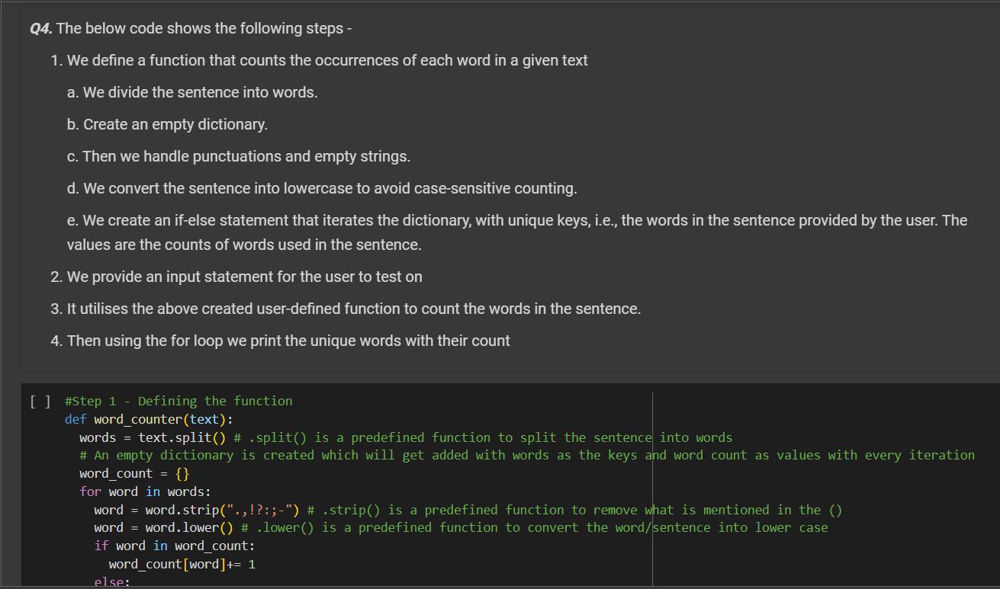 Q4. The below code shows the following steps -
1. We define a function that counts the occurrences of each word in a given text
a. We divide the sentence into words.
b. Create an empty dictionary.
c. Then we handle punctuations and empty strings.
d. We convert the sentence into lowercase to avoid case-sensitive counting.
e. We create an if-else statement that iterates the dictionary, with unique keys, i.e., the words in the sentence provided by the user. The
values are the counts of words used in the sentence.
2. We provide an input statement for the user to test on
3. It utilises the above created user-defined function to count the words in the sentence.
4. Then using the for loop we print the unique words with their count
[ ] #Step 1 - Defining the function
def word_counter(text):
words = text.split() # .split() is a predefined function to split the sentence into words
# An empty dictionary is created which will get added with words as the keys and word count as values with every iteration
word_count = {}
for word in words:
word = word.strip(".,!?:;-") # .strip() is a predefined function to remove what is mentioned in the ()
word = word.lower() # .lower() is a predefined function to convert the word/sentence into lower case
if word in word_count:
word_count[word]+= 1
else: